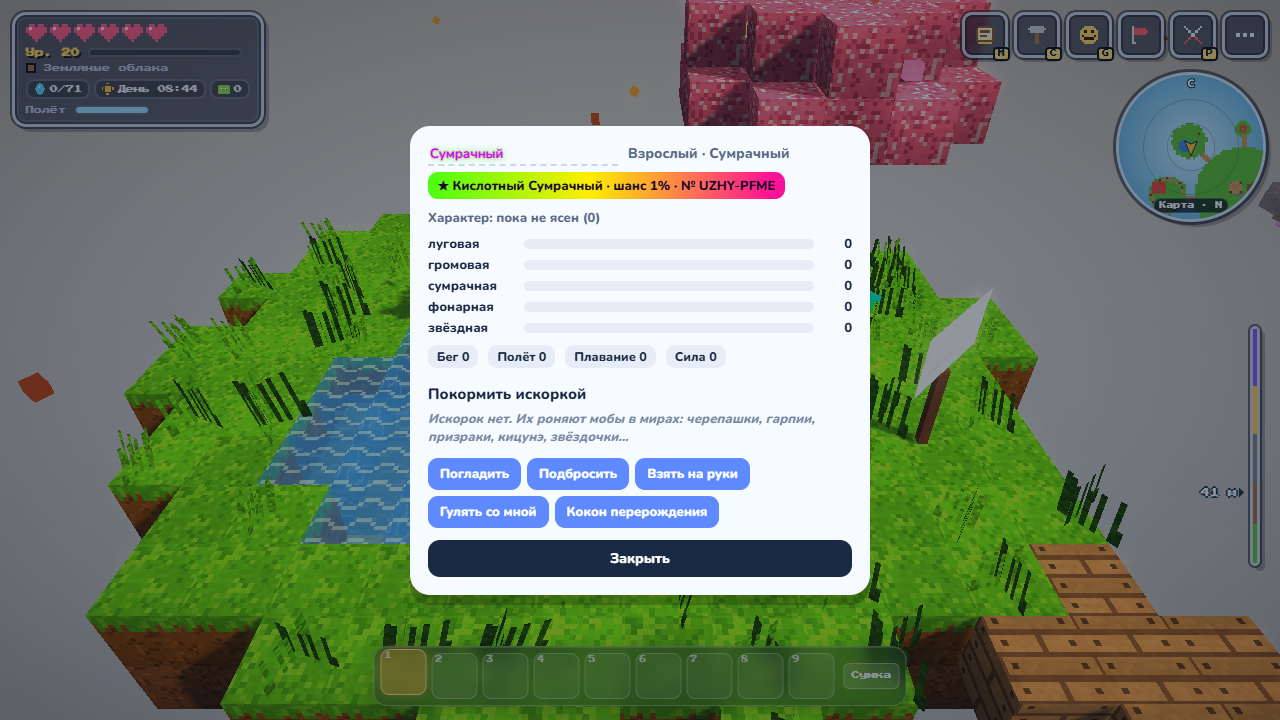 Ур. 20
Земляные облака
0/71
День 08:44
0
Полёт
N
C
G
P
С
Карта · N
Сумрачный
Взрослый · Сумрачный
★ Кислотный Сумрачный · шанс 1% · № UZHY-PFME
Характер: пока не ясен (0)
луговая 0
громовая 0
сумрачная 0
фонарная 0
звёздная 0
Бег 0 Полёт 0 Плавание 0 Сила 0
Покормить искоркой
Искорок нет. Их роняют мобы в мирах: черепашки, гарпии,
призраки, кицунэ, звёздочки...
Погладить Подбросить Взять на руки
Гулять со мной Кокон перерождения
Закрыть
1 2 3 4 5 6 7 8 9
Сумка